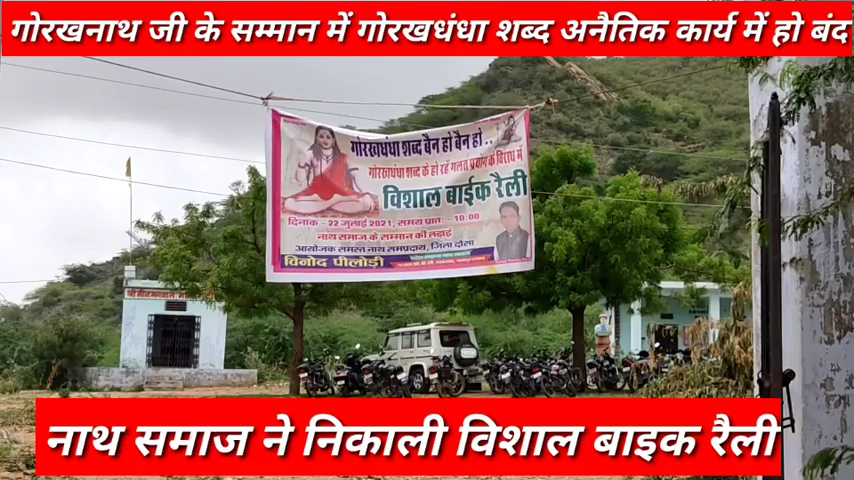 गोरखनाथ जी के सम्मान में गोरखधंधा शब्द अनैतिक कार्य में हो बंद
गोरखधंधा शब्द बैन हो बैन हो ..
गोरखधंधा शब्द के हो रहें गलत प्रयोग के विराध में
विशाल बाईक रैली
दिनांक - 22 जुलाई 2021, समय प्रातः - 10:00
नाथ समाज के सम्मान की लडाई
आयोजक समस्त नाथ समप्रदाय, जिला दौसा
विनोद पीलोड़ी
नाथ समाज ने निकाली विशाल बाइक रैली